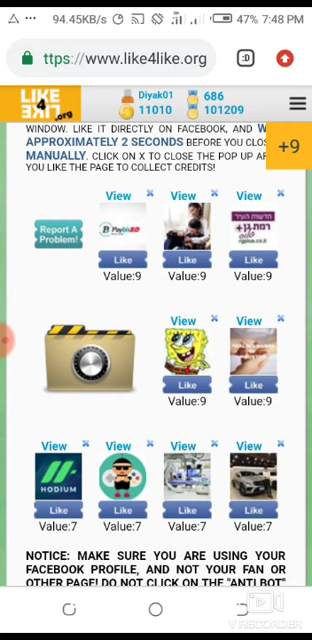 94.45KB/s 47% 7:48 PM
ttps://www.like4like.org :D
LIKE 4 LIKE .org Diyak01 11010 686 101209
WINDOW. LIKE IT DIRECTLY ON FACEBOOK, AND W
APPROXIMATELY 2 SECONDS BEFORE YOU CLOS
MANUALLY. CLICK ON X TO CLOSE THE POP UP AF
YOU LIKE THE PAGE TO COLLECT CREDITS!
+9
View View View
Report A Problem!
Like Like Like
Value:9 Value:9 Value:9
View View
Like Like
Value:9 Value:9
View View View View
HODIUM
Like Like Like Like
Value:7 Value:7 Value:7 Value:7
NOTICE: MAKE SURE YOU ARE USING YOUR
FACEBOOK PROFILE, AND NOT YOUR FAN OR
OTHER PAGE! DO NOT CLICK ON THE "ANTI BOT"
V RECORDER